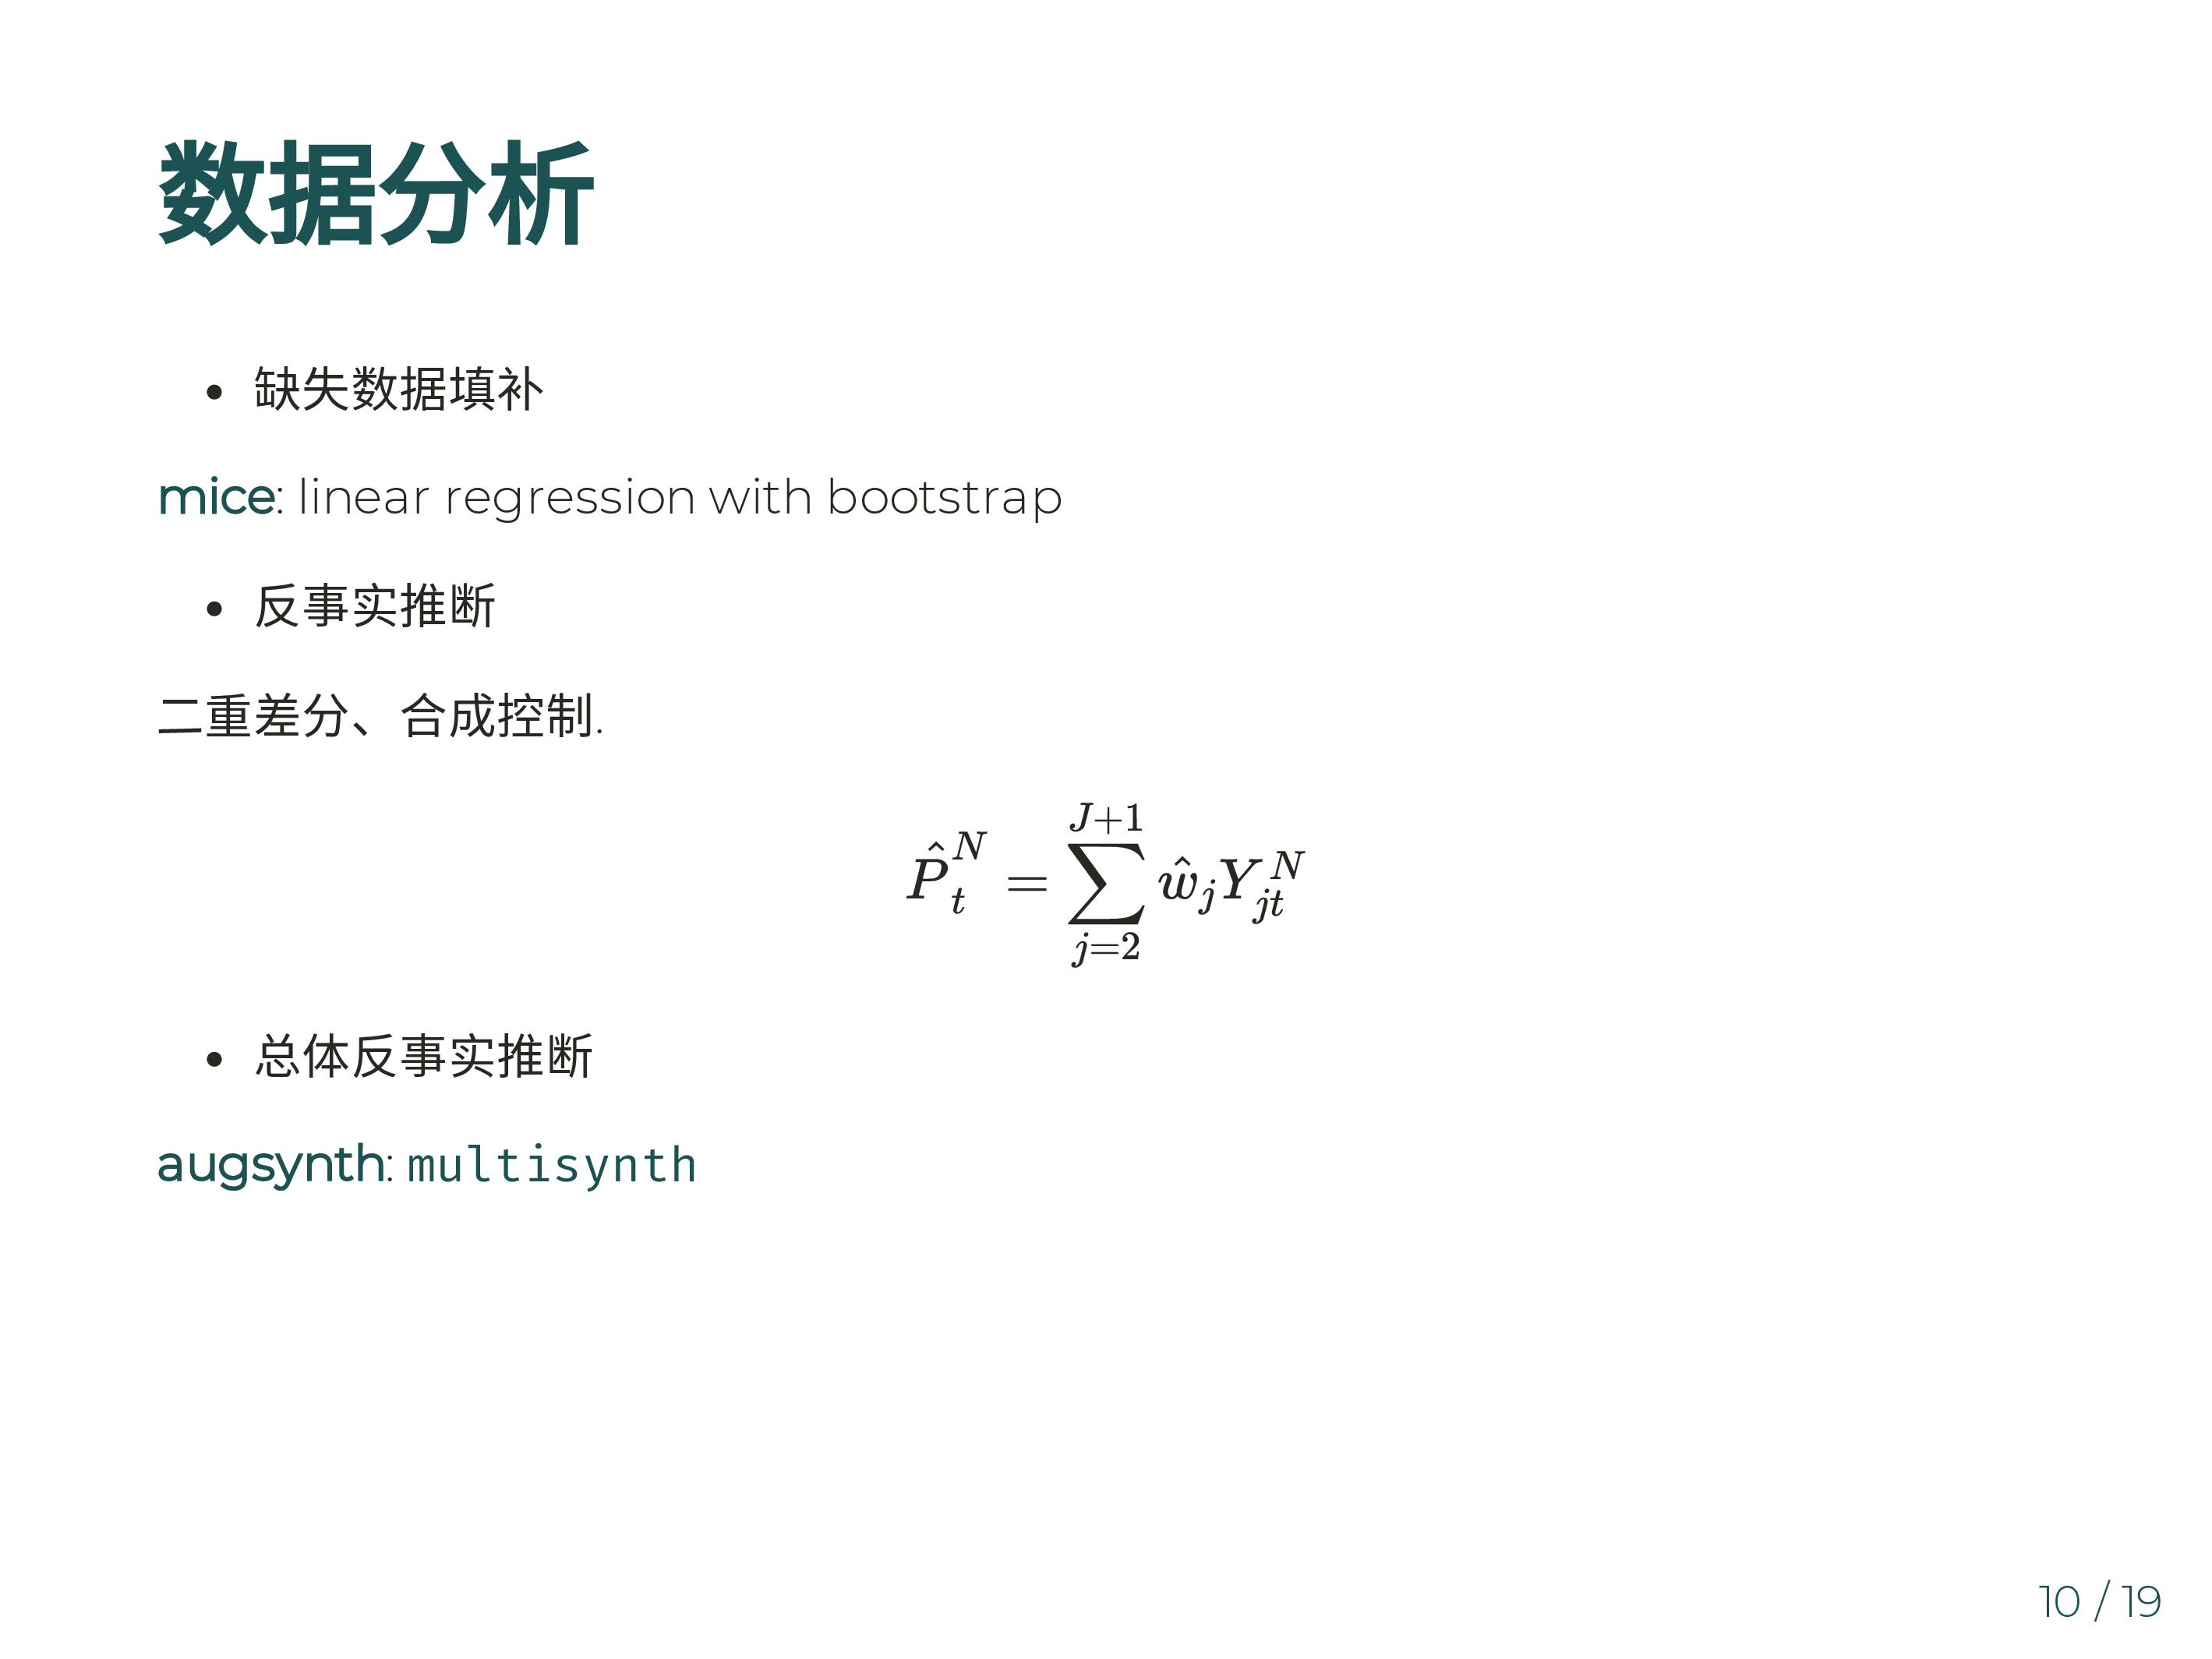 数据分析
• 缺失数据填补
mice: linear regression with bootstrap
• 反事实推断
二重差分、合成控制.
$\hat{P}_t^N = \sum_{j=2}^{J+1} \hat{w}_j Y_{jt}^N$
• 总体反事实推断
augsynth: multisynth
10 / 19